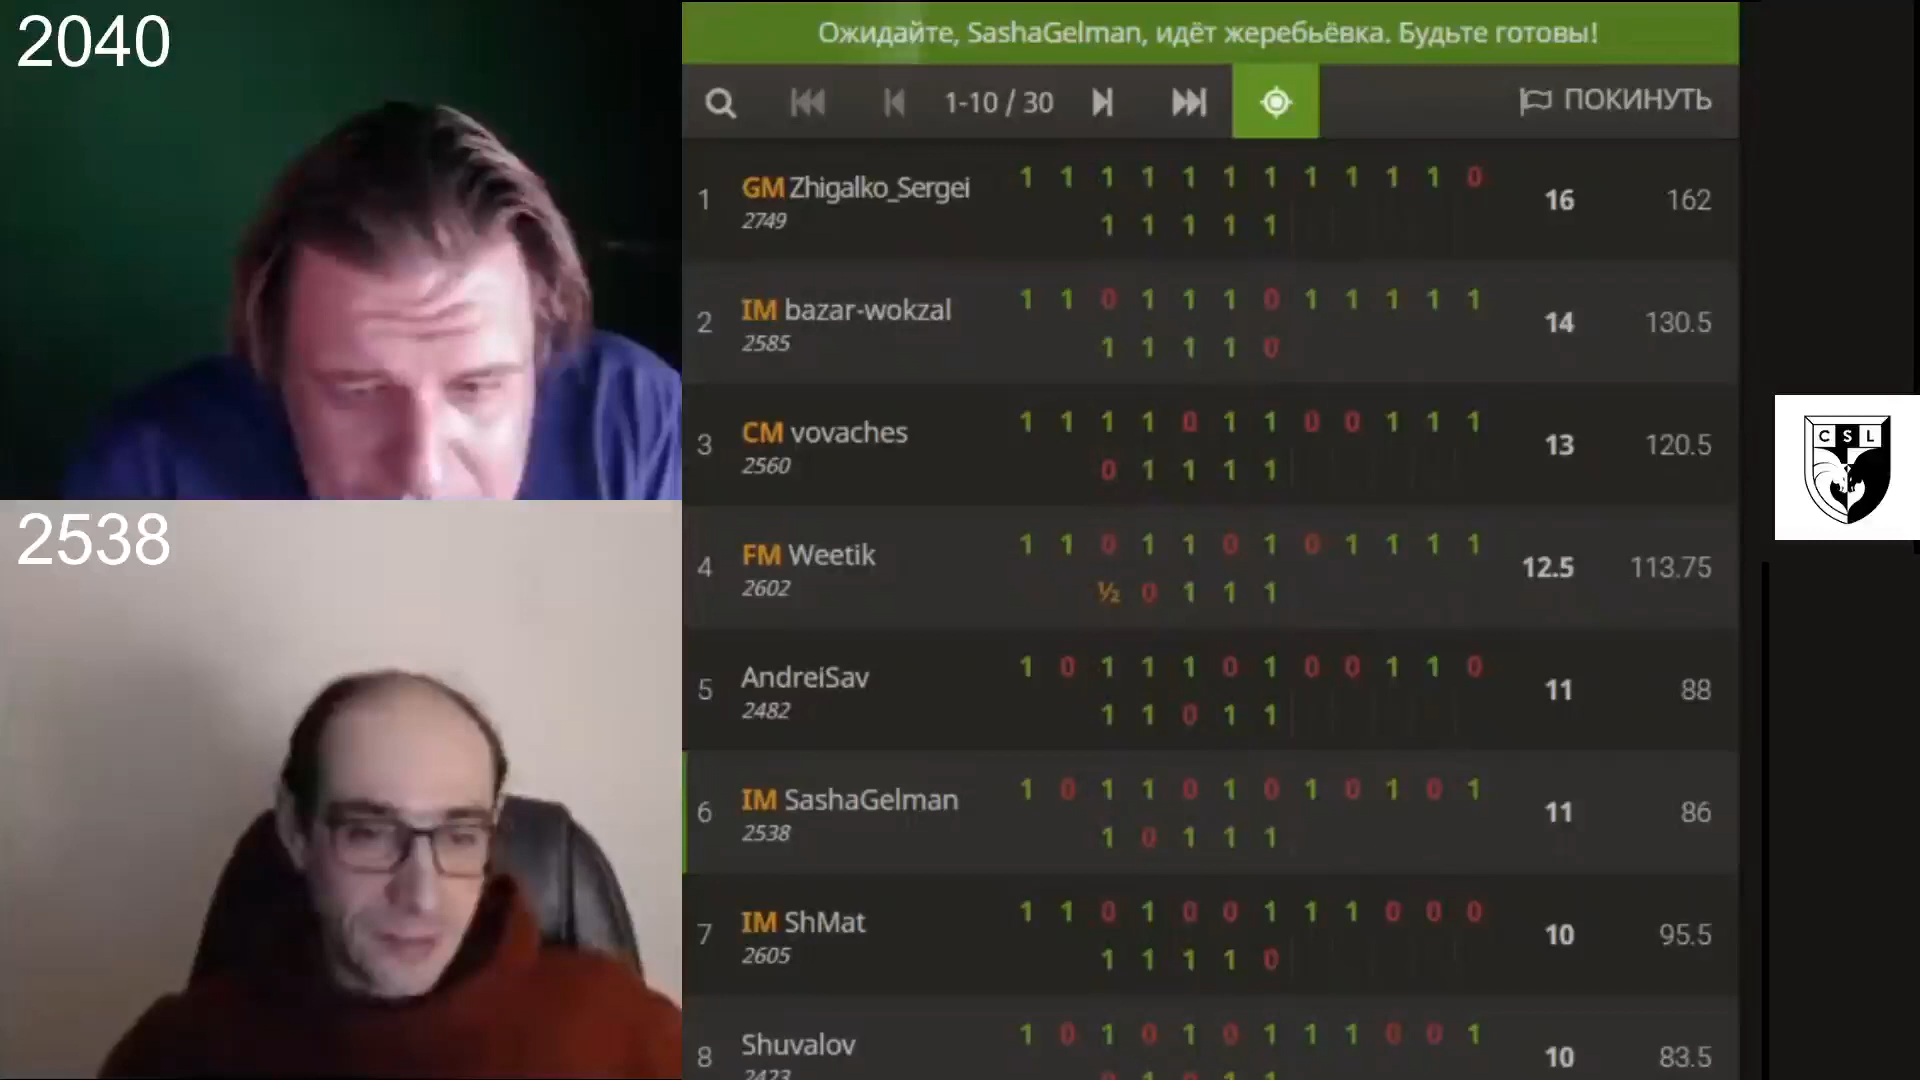 2040
2538
Ожидайте, SashaGelman, идёт жеребьёвка. Будьте готовы!
1-10 / 30 ПОКИНУТЬ
1 GM Zhigalko_Sergei 1 1 1 1 1 1 1 1 1 1 1 0 16 162
2749 1 1 1 1 1
2 IM bazar-wokzal 1 1 0 1 1 1 0 1 1 1 1 1 14 130.5
2585 1 1 1 1 0
3 CM vovaches 1 1 1 1 0 1 1 0 0 1 1 1 13 120.5
2560 0 1 1 1 1
4 FM Weetik 1 1 0 1 1 0 1 0 1 1 1 1 12.5 113.75
2602 ½ 0 1 1 1
5 AndreiSav 1 0 1 1 1 0 1 0 0 1 1 0 11 88
2482 1 1 0 1 1
6 IM SashaGelman 1 0 1 1 0 1 0 1 0 1 0 1 11 86
2538 1 0 1 1 1
7 IM ShMat 1 1 0 1 0 0 1 1 1 0 0 0 10 95.5
2605 1 1 1 1 0
8 Shuvalov 1 0 1 0 1 0 1 1 1 0 0 1 10 83.5
2423
CSL